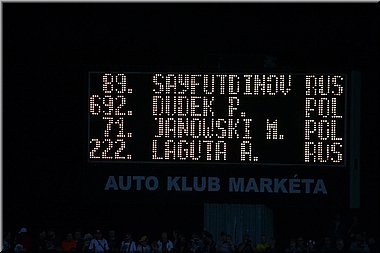 89. SAYFUTDINOV RUS
692. DUDEK P. POL
71. JANOWSKI M. POL
222. LAGUTA A. RUS
AUTO KLUB MARKÉTA